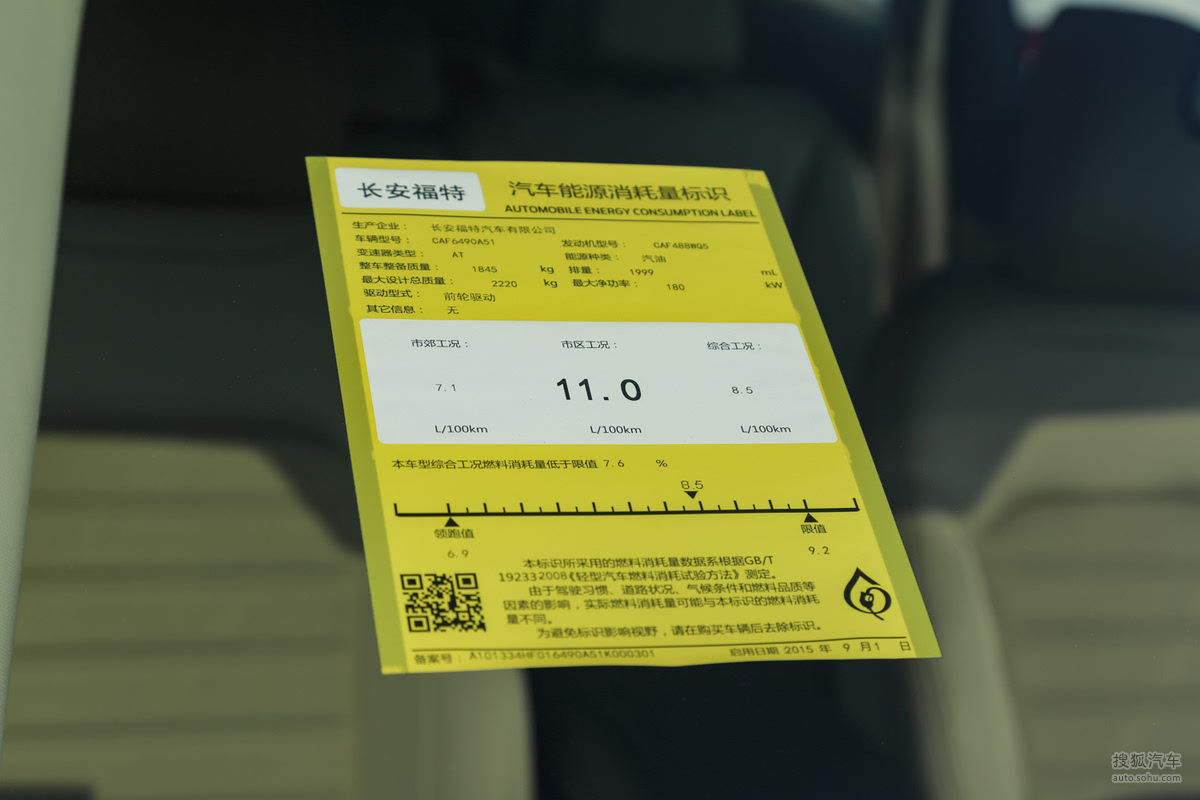 长安福特
汽车能源消耗量标识
AUTOMOBILE ENERGY CONSUMPTION LABEL
生产企业： 长安福特汽车有限公司
车辆型号： CAF6490A51 发动机型号： CAF488WQ5
变速器类型： AT 能源种类： 汽油
整车整备质量： 1845 kg 排量： 1999 mL
最大设计总质量： 2220 kg 最大净功率： 180 kW
驱动型式： 前轮驱动
其它信息： 无
市郊工况： 市区工况： 综合工况：
7.1 11.0 8.5
L/100km L/100km L/100km
本车型综合工况燃料消耗量低于限值 7.6 %
8.5
领跑值 限值
6.9 9.2
本标识所采用的燃料消耗量数据系根据GB/T
192332008《轻型汽车燃料消耗试验方法》测定。
由于驾驶习惯、道路状况、气候条件和燃料品质等
因素的影响，实际燃料消耗量可能与本标识的燃料消耗
量不同。
为避免标识影响视野，请在购买车辆后去除标识。
备案号： A101334HF016490A51K000301 启用日期 2015 年 9 月1 日
搜狐汽车
auto.sohu.com